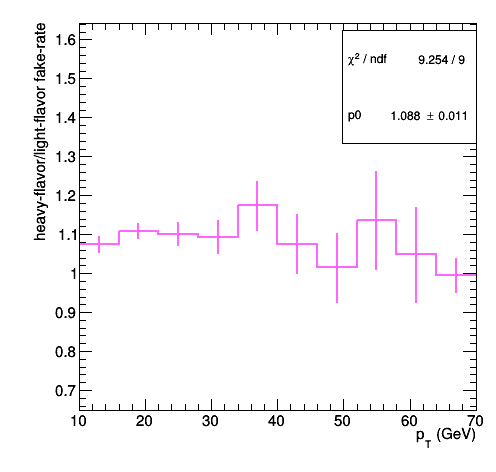 heavy-flavor/light-flavor fake-rate
χ² / ndf 9.254 / 9
p0 1.088 ± 0.011
1.6
1.5
1.4
1.3
1.2
1.1
1
0.9
0.8
0.7
10 20 30 40 50 60 70
p_T (GeV)